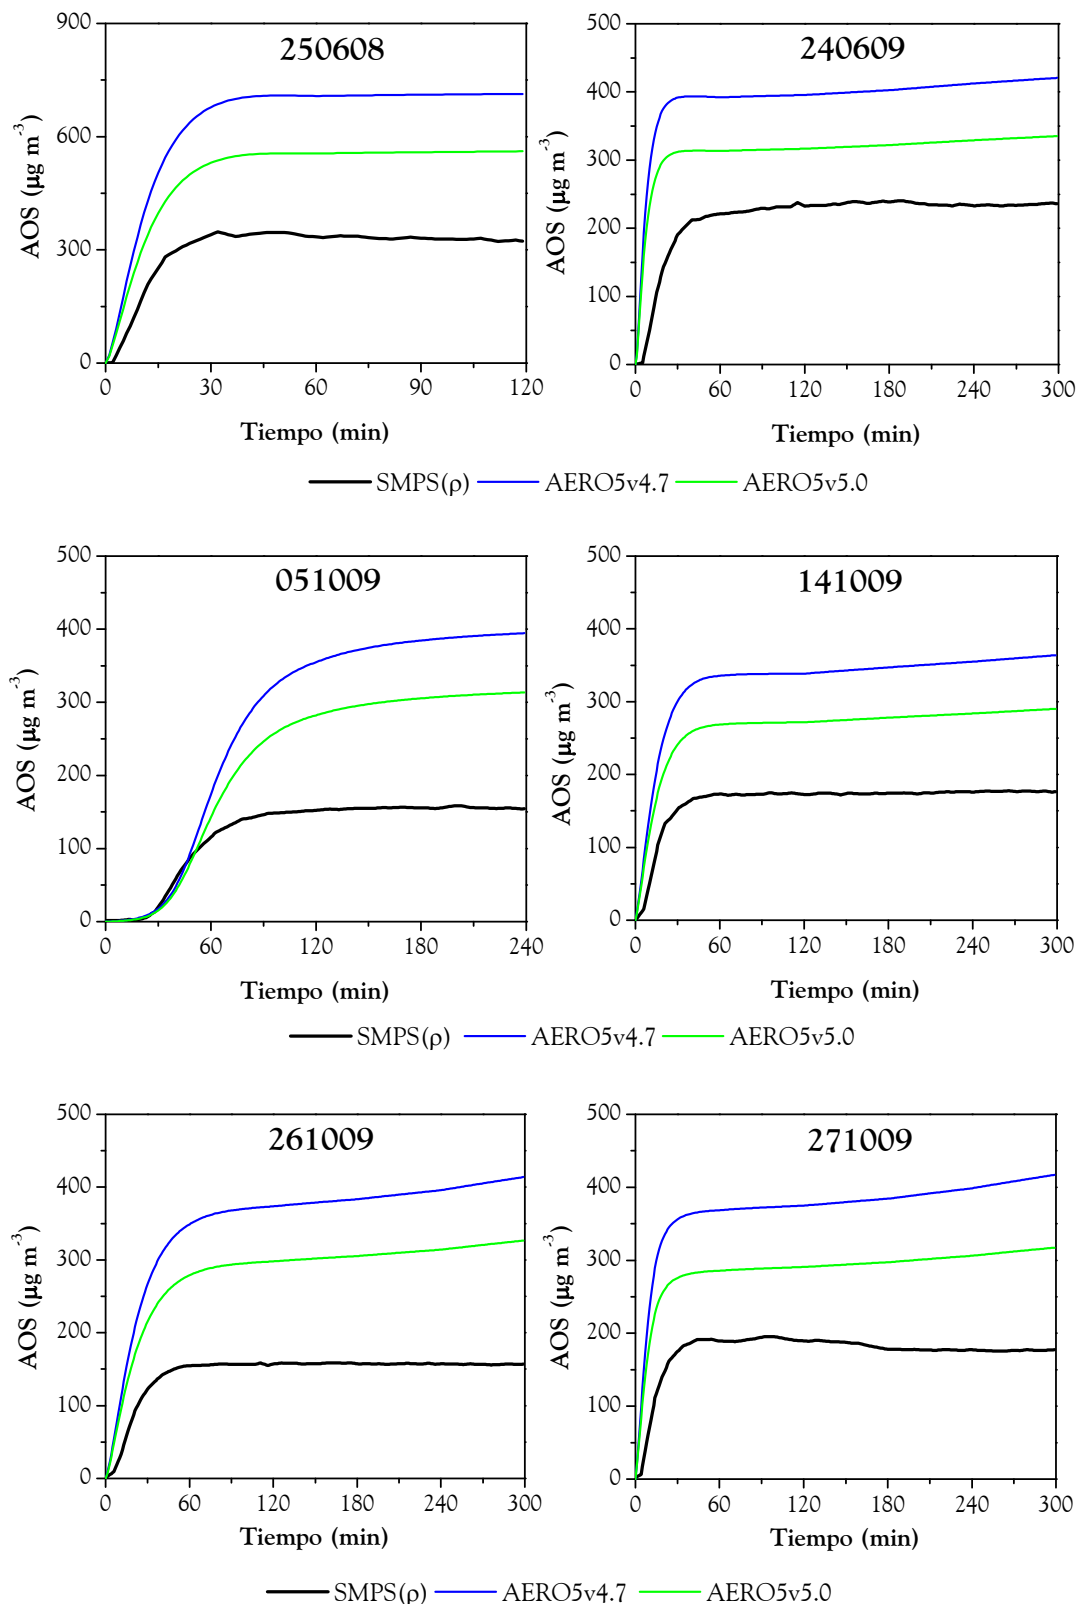 250608
AOS (µg m-3)
900
600
300
0
0 30 60 90 120
Tiempo (min)
240609
AOS (µg m-3)
500
400
300
200
100
0
0 60 120 180 240 300
Tiempo (min)
SMPS(ρ) AERO5v4.7 AERO5v5.0
051009
AOS (µg m-3)
500
400
300
200
100
0
0 60 120 180 240
Tiempo (min)
141009
AOS (µg m-3)
500
400
300
200
100
0
0 60 120 180 240 300
Tiempo (min)
SMPS(ρ) AERO5v4.7 AERO5v5.0
261009
AOS (µg m-3)
500
400
300
200
100
0
0 60 120 180 240 300
Tiempo (min)
271009
AOS (µg m-3)
500
400
300
200
100
0
0 60 120 180 240 300
Tiempo (min)
SMPS(ρ) AERO5v4.7 AERO5v5.0